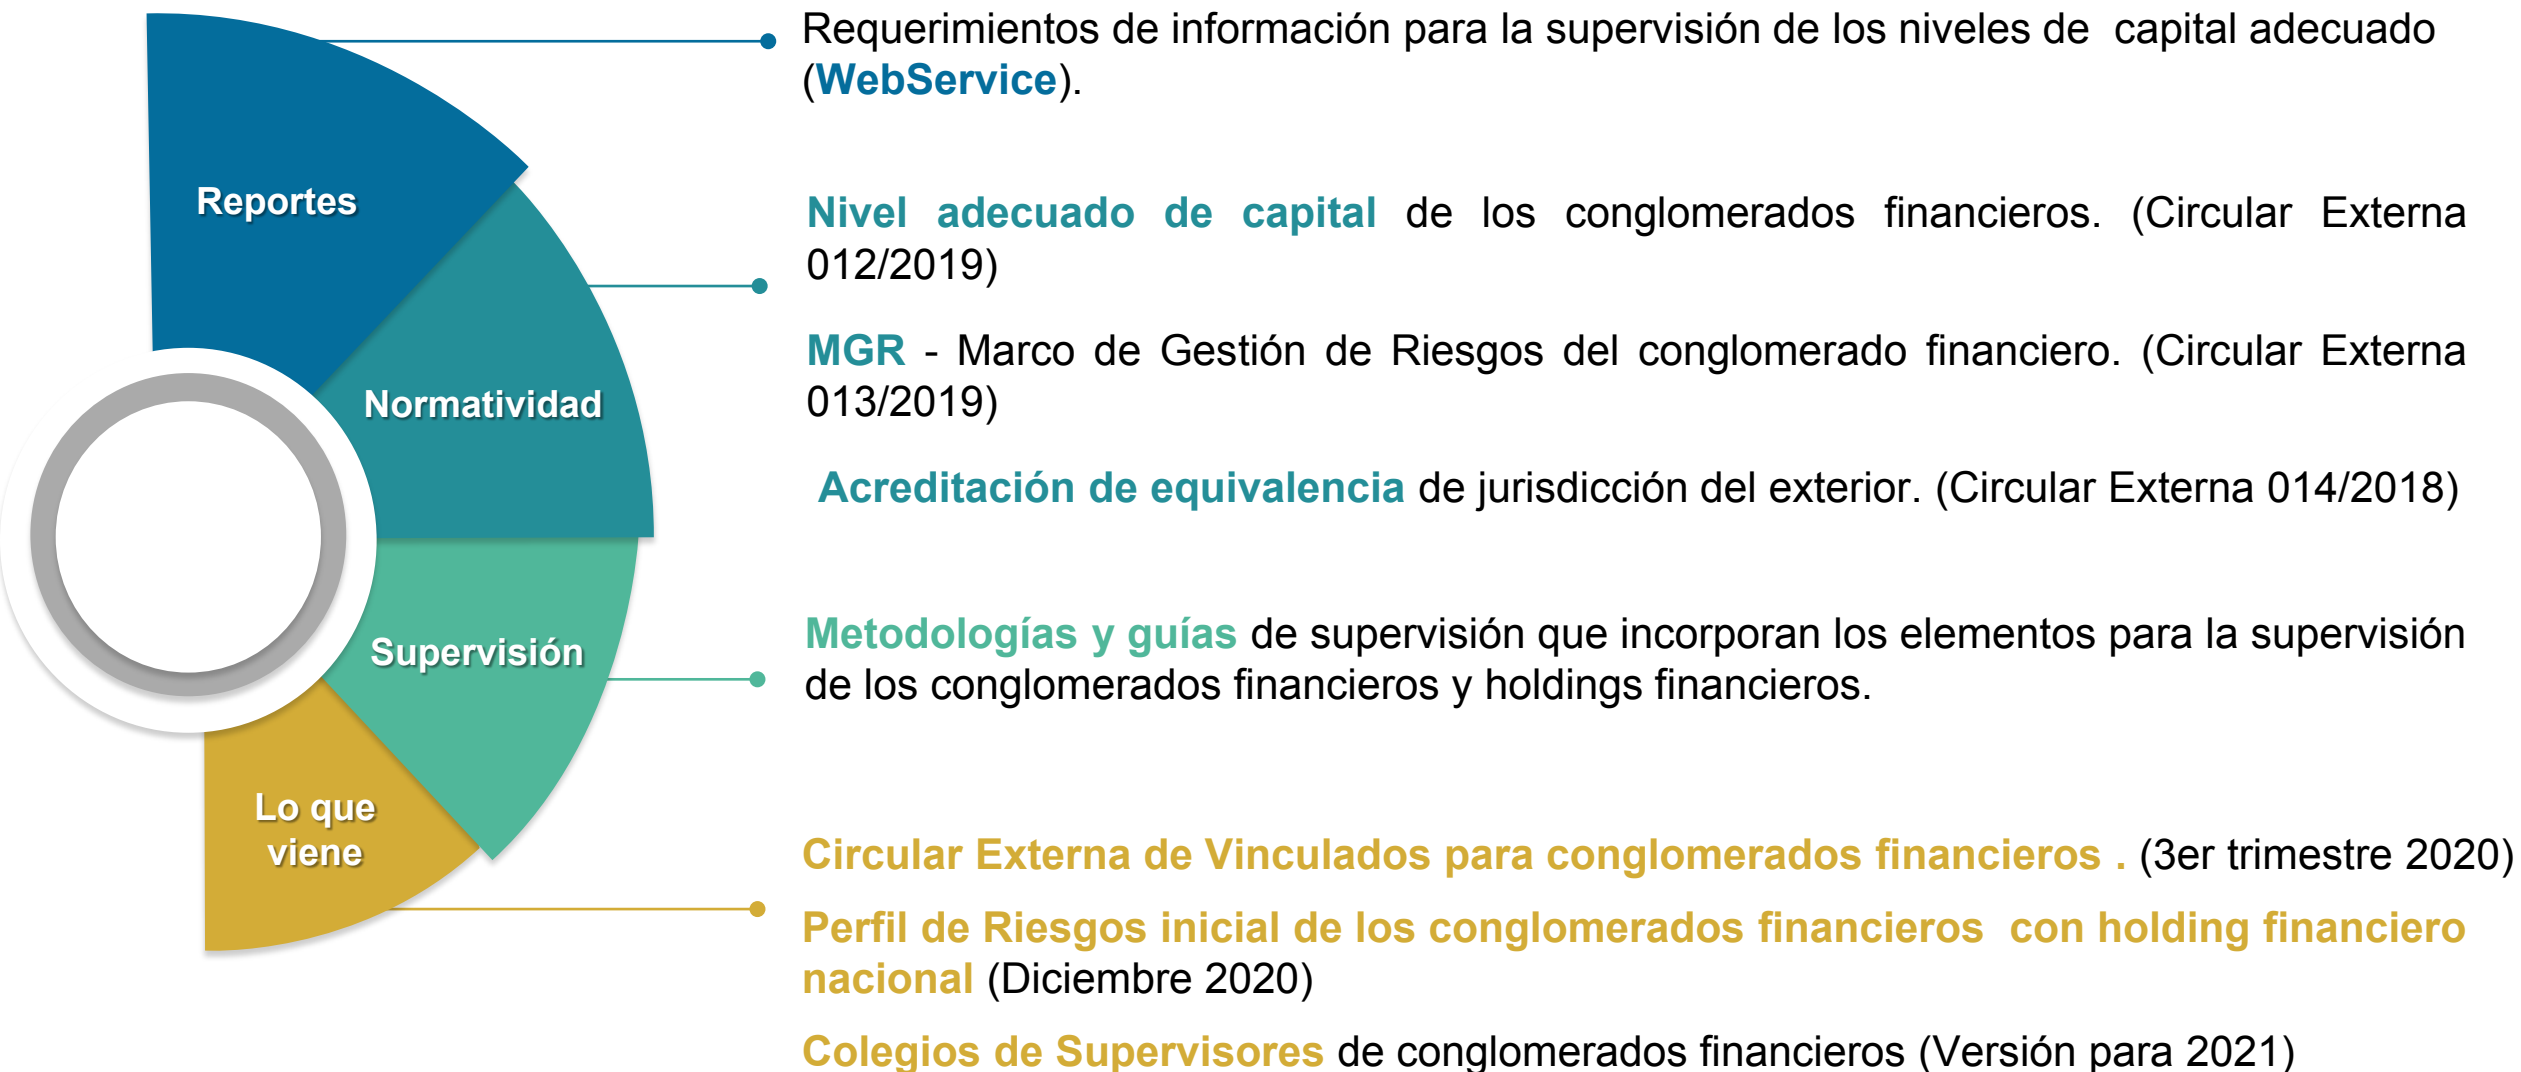 Requerimientos de información para la supervisión de los niveles de capital adecuado
(WebService).
Reportes
Nivel adecuado de capital de los conglomerados financieros. (Circular Externa
012/2019)
MGR - Marco de Gestión de Riesgos del conglomerado financiero. (Circular Externa
013/2019)
Normatividad
Acreditación de equivalencia de jurisdicción del exterior. (Circular Externa 014/2018)
Metodologías y guías de supervisión que incorporan los elementos para la supervisión
de los conglomerados financieros y holdings financieros.
Supervisión
Lo que
viene
Circular Externa de Vinculados para conglomerados financieros . (3er trimestre 2020)
Perfil de Riesgos inicial de los conglomerados financieros con holding financiero
nacional (Diciembre 2020)
Colegios de Supervisores de conglomerados financieros (Versión para 2021)